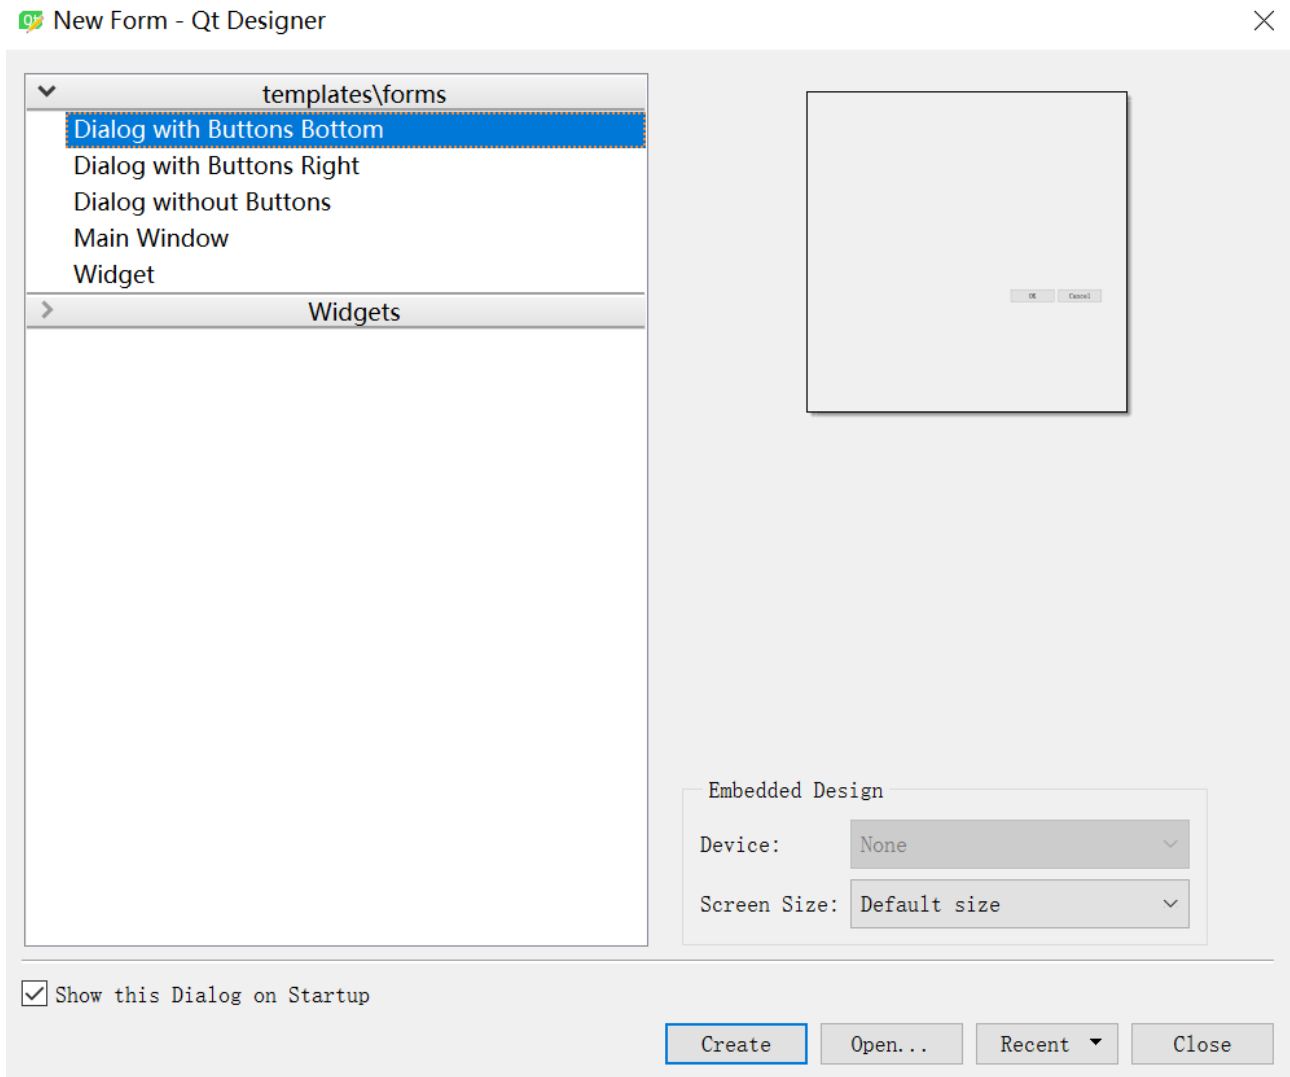 New Form - Qt Designer
templates\forms
Dialog with Buttons Bottom
Dialog with Buttons Right
Dialog without Buttons
Main Window
Widget
Widgets
OK Cancel
Embedded Design
Device: None
Screen Size: Default size
Show this Dialog on Startup
Create Open... Recent Close